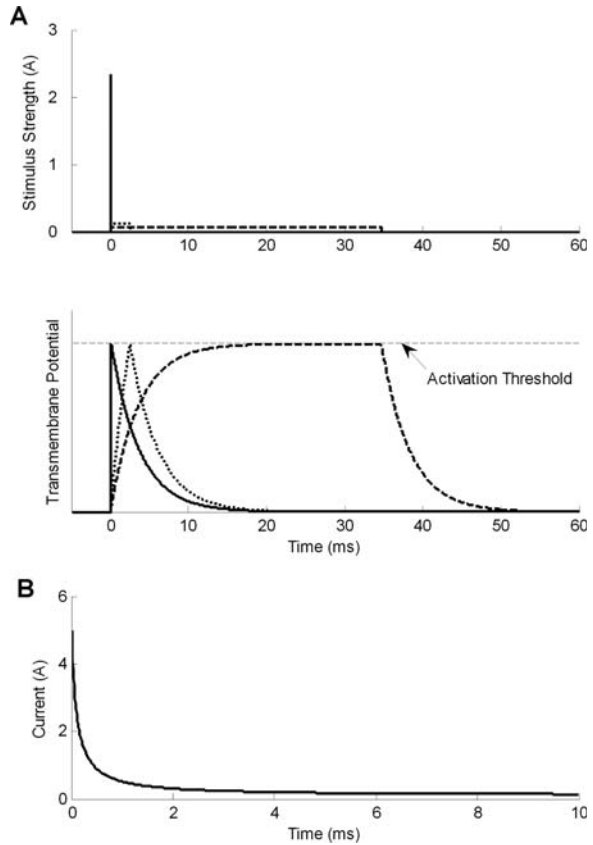 A
Stimulus Strength (A)
3
2
1
0
0 10 20 30 40 50 60
Transmembrane Potential
Activation Threshold
0 10 20 30 40 50 60
Time (ms)
B
Current (A)
6
4
2
0
0 2 4 6 8 10
Time (ms)